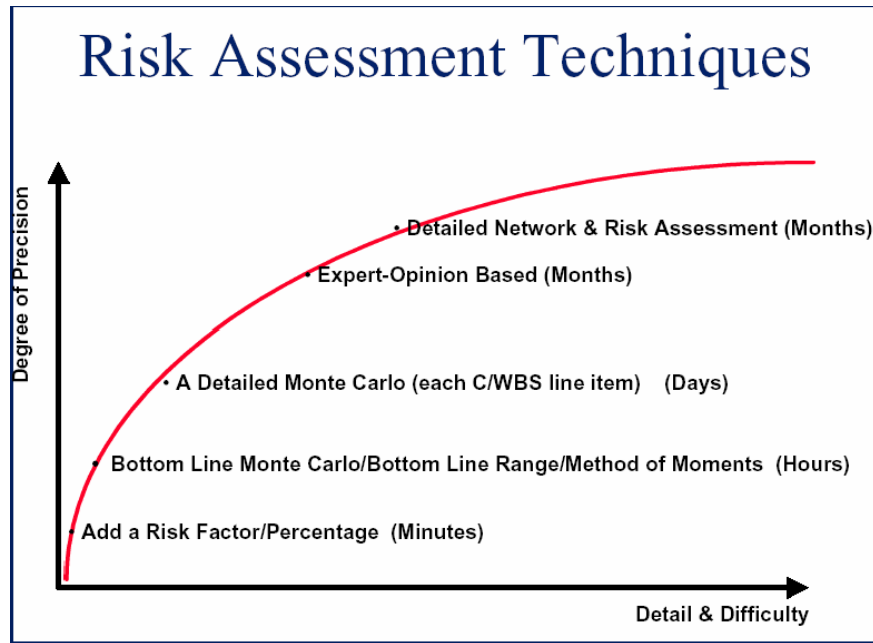 Risk Assessment Techniques
Degree of Precision
• Detailed Network & Risk Assessment (Months)
• Expert-Opinion Based (Months)
• A Detailed Monte Carlo (each C/WBS line item) (Days)
• Bottom Line Monte Carlo/Bottom Line Range/Method of Moments (Hours)
• Add a Risk Factor/Percentage (Minutes)
Detail & Difficulty